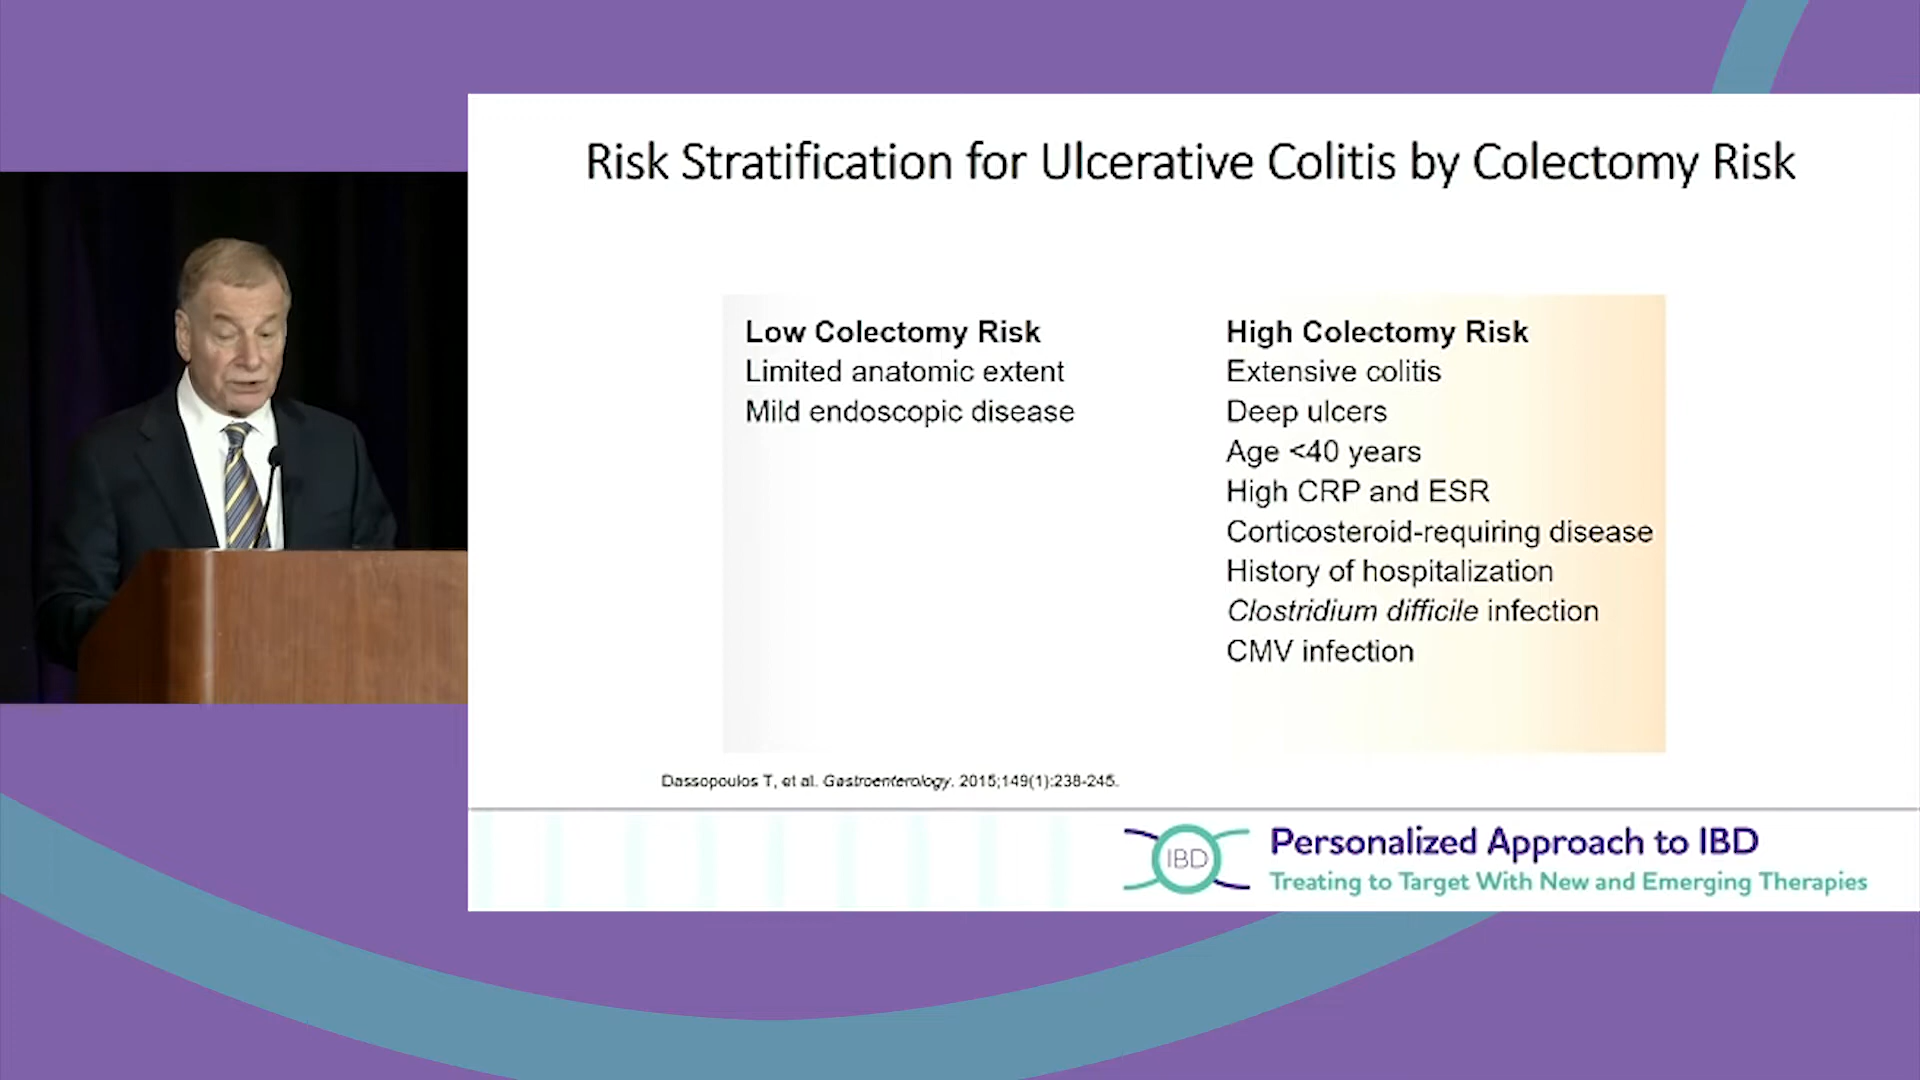 Risk Stratification for Ulcerative Colitis by Colectomy Risk
Low Colectomy Risk
Limited anatomic extent
Mild endoscopic disease
High Colectomy Risk
Extensive colitis
Deep ulcers
Age <40 years
High CRP and ESR
Corticosteroid-requiring disease
History of hospitalization
Clostridium difficile infection
CMV infection
Dassopoulos T, et al. Gastroenterology. 2015;149(1):238-245.
IBD
Personalized Approach to IBD
Treating to Target With New and Emerging Therapies